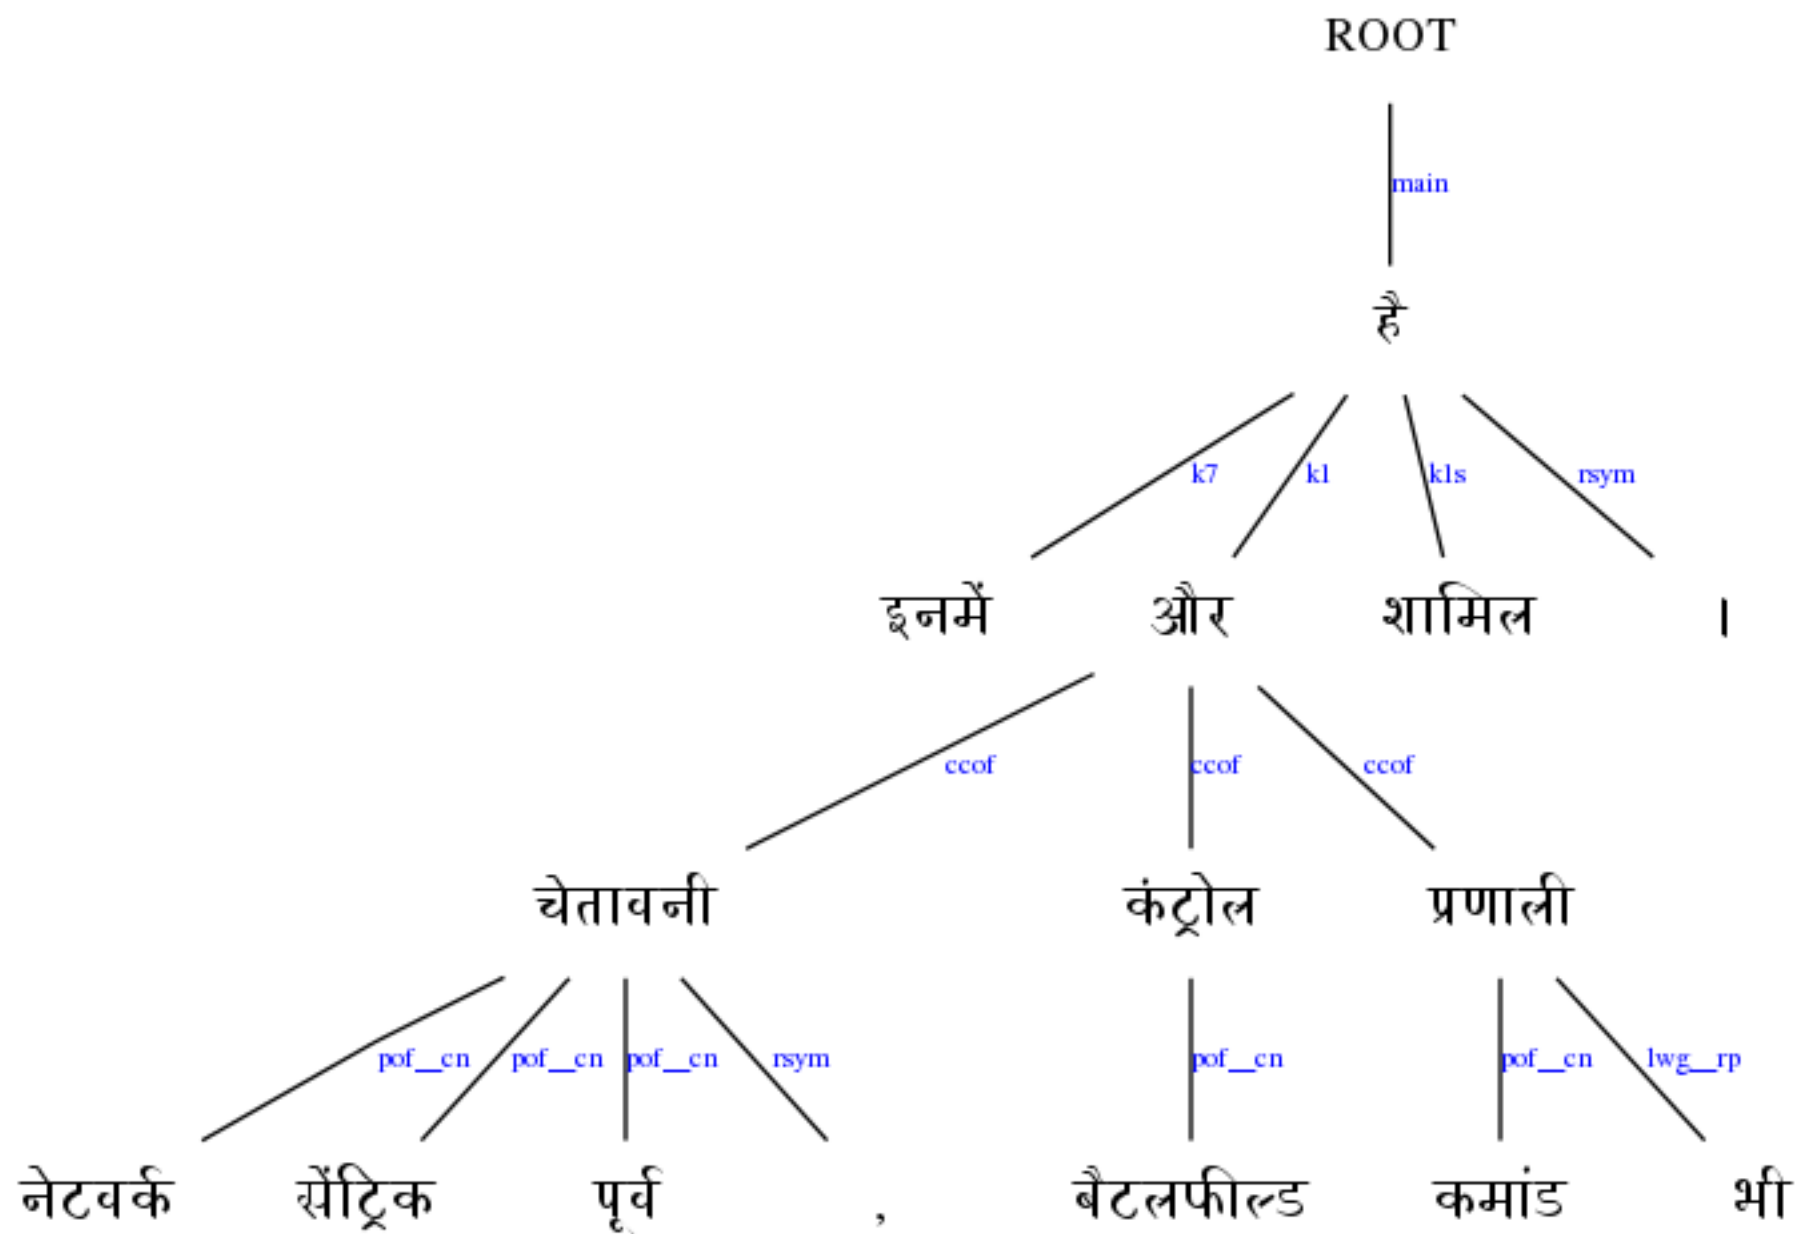 ROOT
main
है
k7 k1 k1s rsym
इनमें और शामिल ।
ccof ccof ccof
चेतावनी कंट्रोल प्रणाली
pof__cn pof__cn pof__cn rsym pof__cn pof__cn lwg__rp
नेटवर्क सेंट्रिक पूर्व , बैटलफील्ड कमांड भी